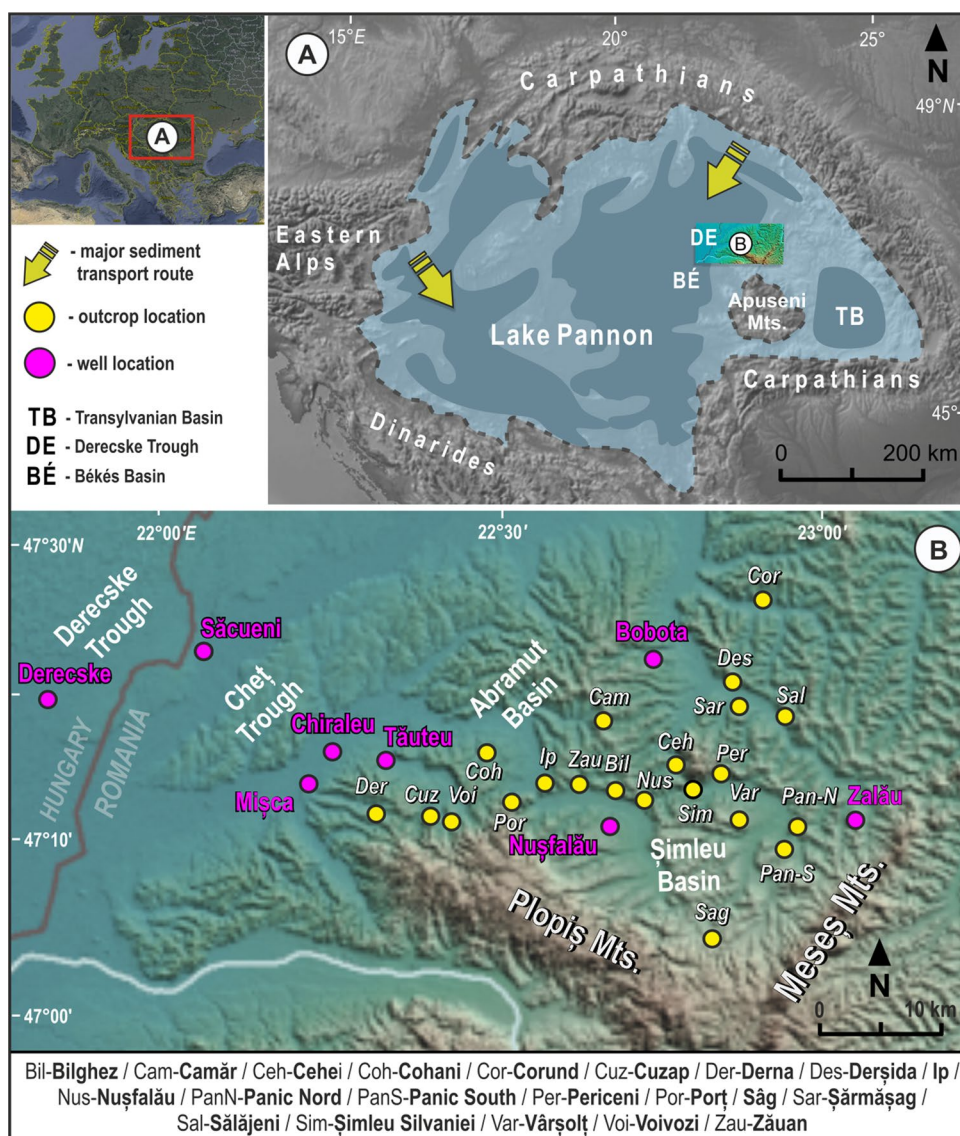 A
- major sediment
transport route
- outcrop location
- well location
TB - Transylvanian Basin
DE - Derecske Trough
BÉ - Békés Basin
A
15°E
20°
25°
N
49°N
Carpathians
Eastern
Alps
DE
B
BÉ
Apuseni
Mts.
TB
Lake Pannon
Carpathians
45°
Dinarides
0
200 km
B
22°00'E
22°30'
23°00'
47°30'N
Derecske
Trough
Săcueni
Derecske
Cheț
Trough
Abramut
Basin
Bobota
Cor
Des
Sar
Sal
Cam
Chiraleu
Tăuteu
Mișca
HUNGARY
ROMANIA
Der
Cuz
Voi
Coh
Por
Ip
Zau
Bil
Nus
Ceh
Sim
Per
Var
Pan-N
Zalău
Pan-S
47°10'
Nușfalău
Șimleu
Basin
Sag
Plopiș Mts.
Meseș Mts.
N
0
10 km
47°00'
Bil-Bilghez / Cam-Camăr / Ceh-Cehei / Coh-Cohani / Cor-Corund / Cuz-Cuzap / Der-Derna / Des-Derșida / Ip /
Nus-Nușfalău / PanN-Panic Nord / PanS-Panic South / Per-Periceni / Por-Porț / Sâg / Sar-Șărmășag /
Sal-Sălăjeni / Sim-Șimleu Silvaniei / Var-Vârșolț / Voi-Voivozi / Zau-Zăuan